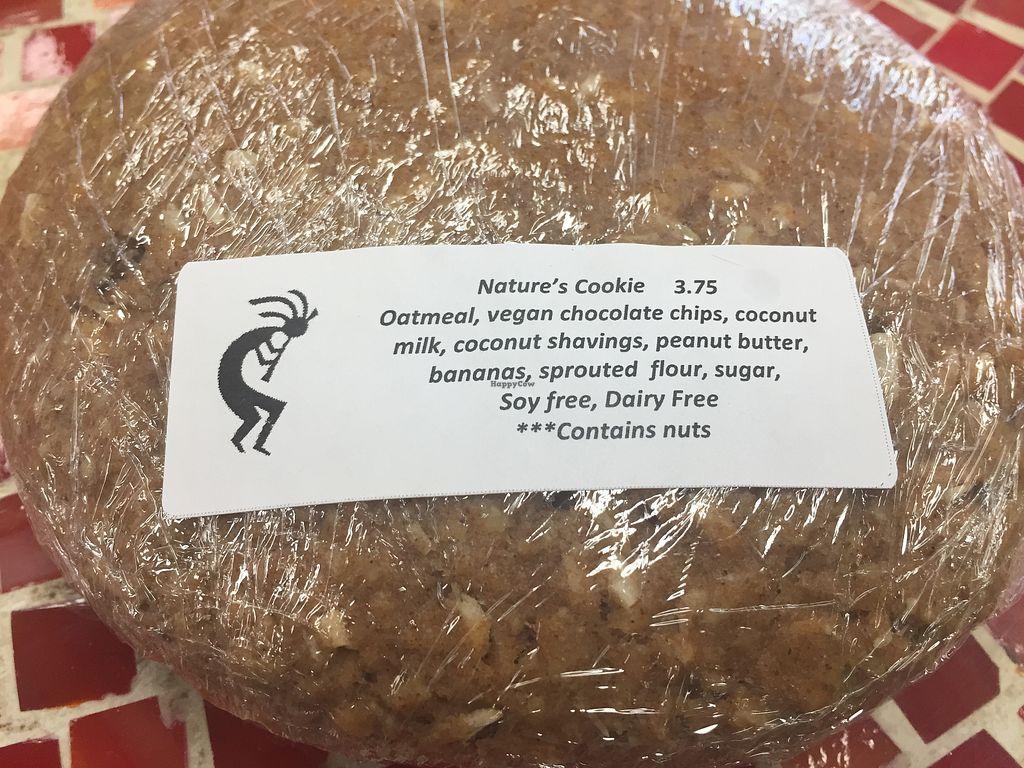 Nature's Cookie 3.75
Oatmeal, vegan chocolate chips, coconut
milk, coconut shavings, peanut butter,
bananas, sprouted flour, sugar,
HappyCow
Soy free, Dairy Free
***Contains nuts